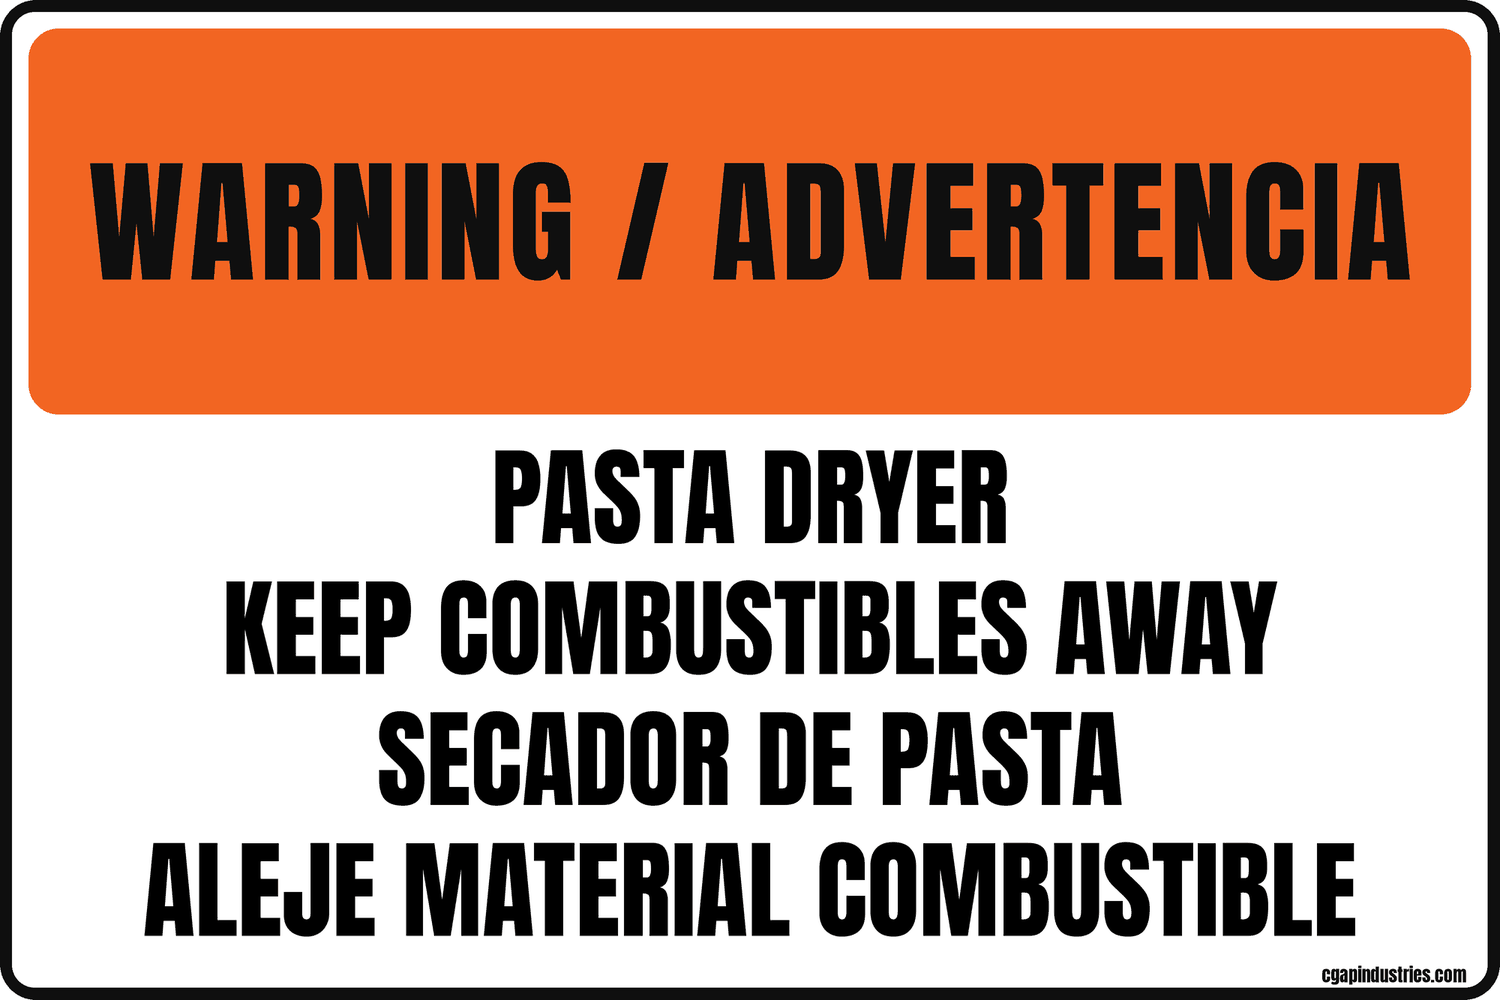 WARNING / ADVERTENCIA
PASTA DRYER
KEEP COMBUSTIBLES AWAY
SECADOR DE PASTA
ALEJE MATERIAL COMBUSTIBLE
cgapindustries.com